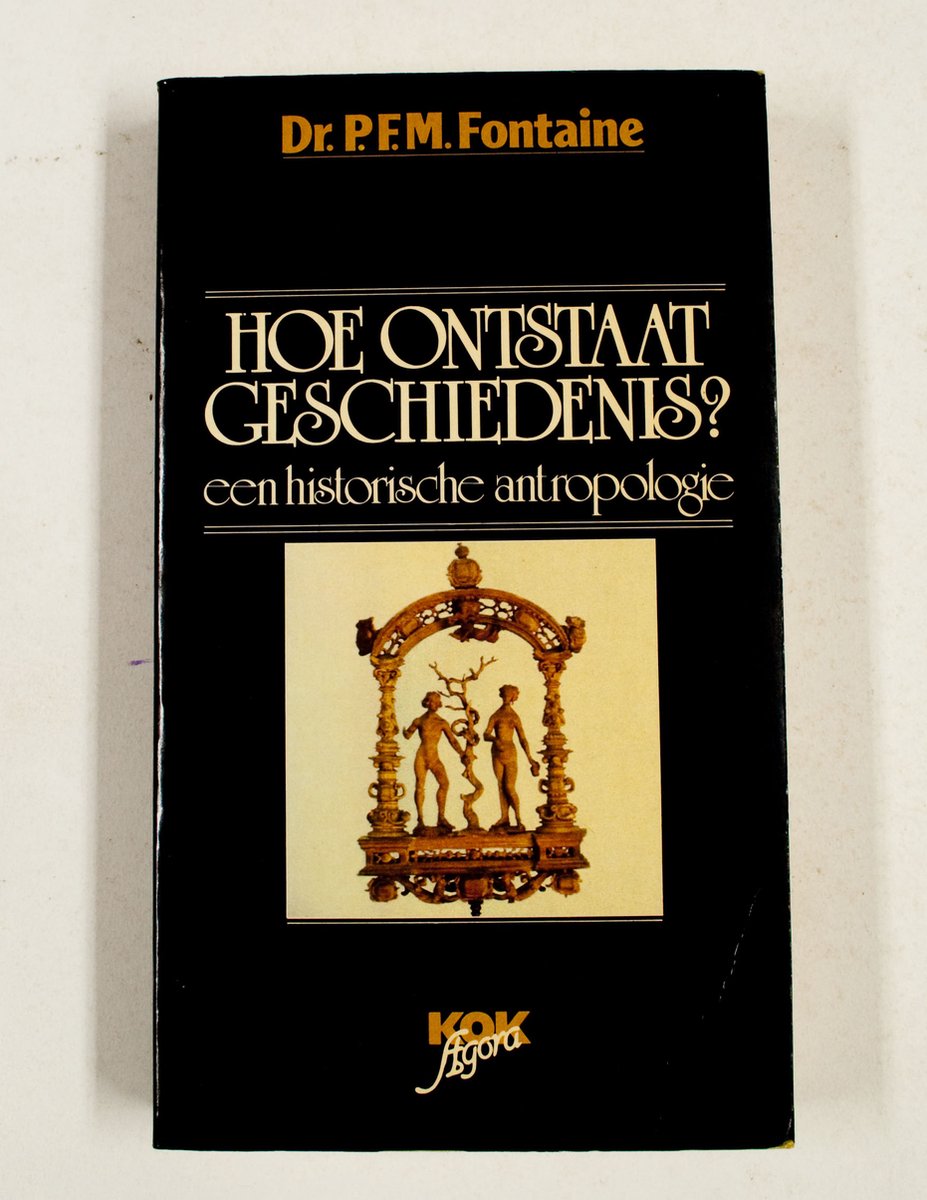 Dr. P.F.M. Fontaine
HOE ONTSTAAT
GESCHIEDENIS?
een historische antropologie
KOK
Agora